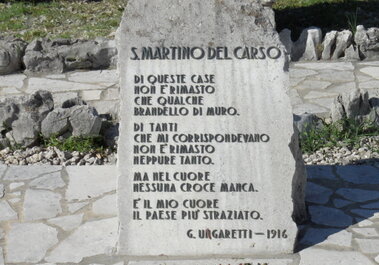 S. MARTINO DEL CARSO
DI QUESTE CASE
NON È RIMASTO
CHE QUALCHE
BRANDELLO DI MURO.
DI TANTI
CHE MI CORRISPONDEVANO
NON È RIMASTO
NEPPURE TANTO.
MA NEL CUORE
NESSUNA CROCE MANCA.
È IL MIO CUORE
IL PAESE PIÙ STRAZIATO.
G. UNGARETTI — 1916